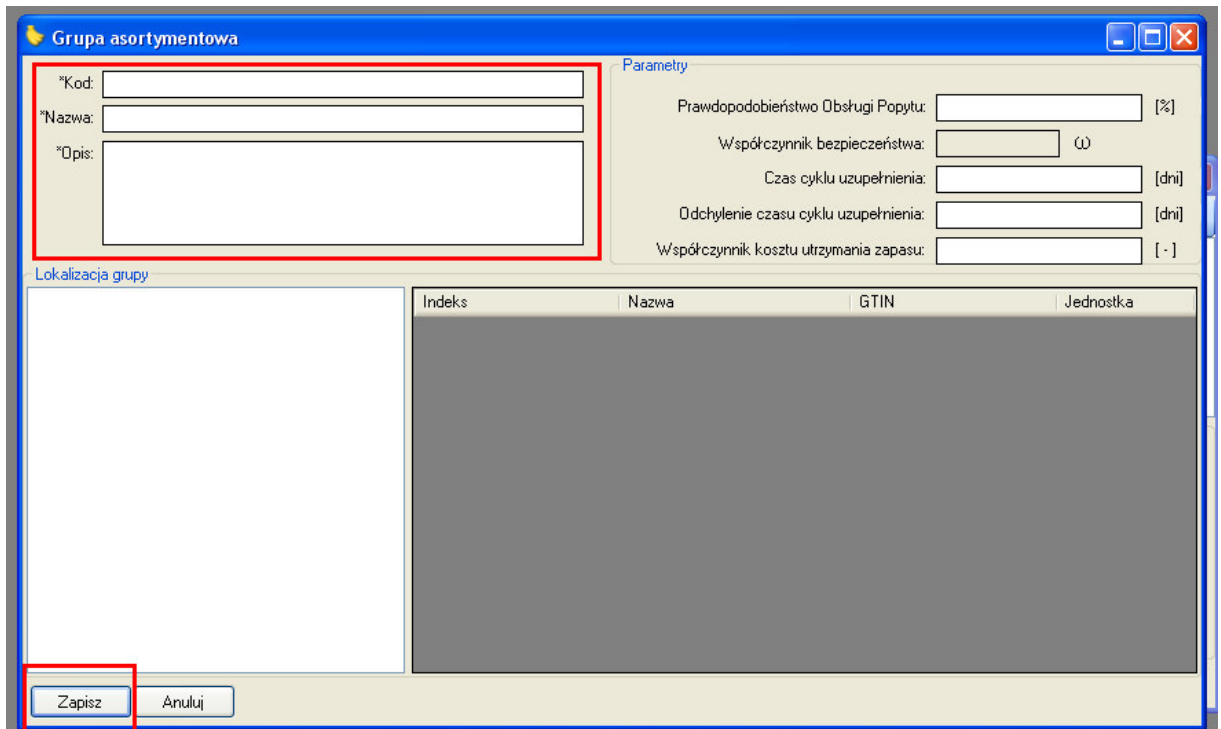 Grupa asortymentowa
*Kod:
*Nazwa:
*Opis:
Parametry
Prawdopodobieństwo Obsługi Popytu: [%]
Współczynnik bezpieczeństwa: ω
Czas cyklu uzupełnienia: [dni]
Odchylenie czasu cyklu uzupełnienia: [dni]
Współczynnik kosztu utrzymania zapasu: [ - ]
Lokalizacja grupy
Indeks Nazwa GTIN Jednostka
Zapisz Anuluj